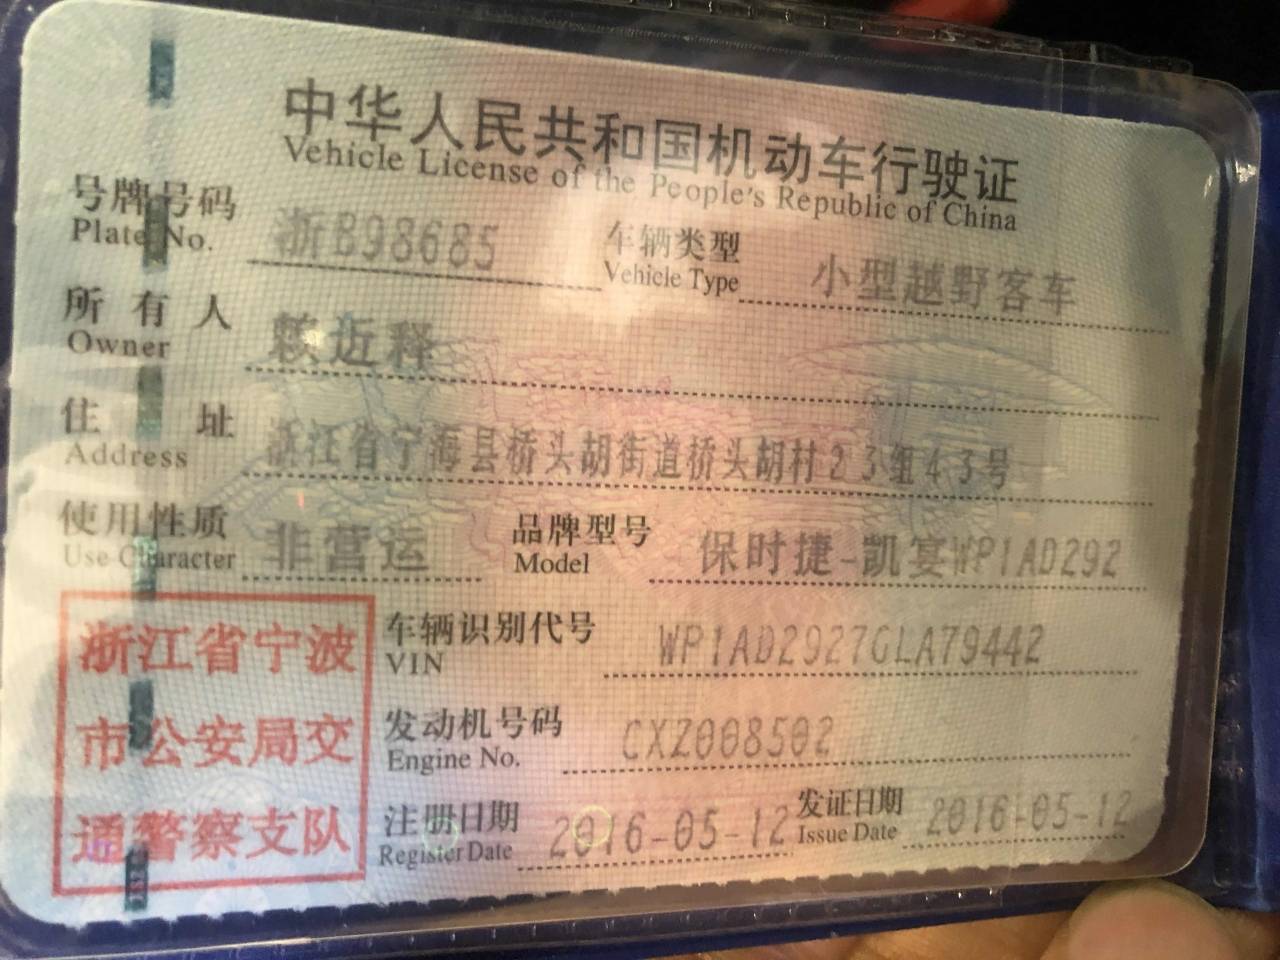 中华人民共和国机动车行驶证
Vehicle License of the People's Republic of China
号牌号码 浙B98685 车辆类型 小型越野客车
Plate No. Vehicle Type
所有人 赖近释
Owner
住址 浙江省宁海县桥头胡街道桥头胡村23组43号
Address
使用性质 非营运 品牌型号 保时捷-凯宴WP1AD292
Use Character Model
车辆识别代号 WP1AD2927GLA79442
VIN
发动机号码 CXZ008502
Engine No.
注册日期 2016-05-12 发证日期 2016-05-12
Register Date Issue Date
浙江省宁波
市公安局交
通警察支队